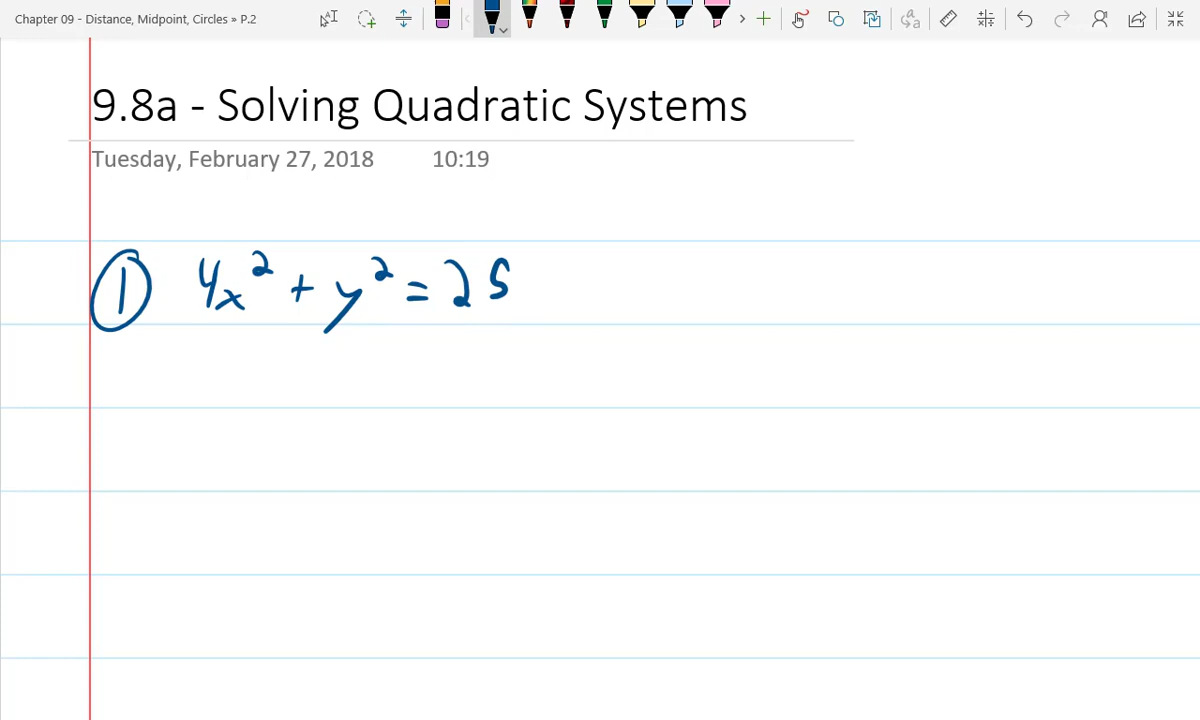 Chapter 09 - Distance, Midpoint, Circles » P.2
9.8a - Solving Quadratic Systems
Tuesday, February 27, 2018 10:19
① 4x² + y² = 25